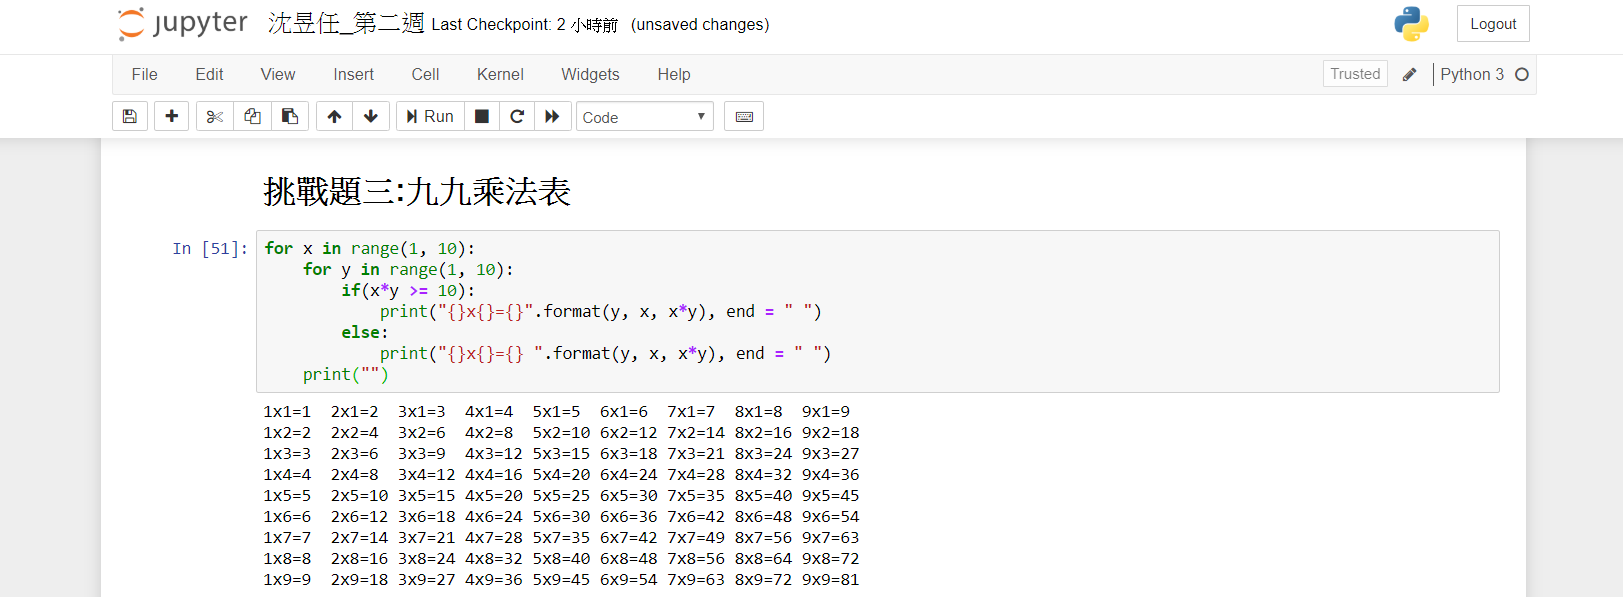 jupyter 沈昱任_第二週 Last Checkpoint: 2 小時前 (unsaved changes) Logout
File Edit View Insert Cell Kernel Widgets Help Trusted Python 3
Run Code
挑戰題三:九九乘法表
In [51]: for x in range(1, 10):
    for y in range(1, 10):
        if(x*y >= 10):
            print("{}x{}={}".format(y, x, x*y), end = " ")
        else:
            print("{}x{}={} ".format(y, x, x*y), end = " ")
    print("")
1x1=1  2x1=2  3x1=3  4x1=4  5x1=5  6x1=6  7x1=7  8x1=8  9x1=9
1x2=2  2x2=4  3x2=6  4x2=8  5x2=10 6x2=12 7x2=14 8x2=16 9x2=18
1x3=3  2x3=6  3x3=9  4x3=12 5x3=15 6x3=18 7x3=21 8x3=24 9x3=27
1x4=4  2x4=8  3x4=12 4x4=16 5x4=20 6x4=24 7x4=28 8x4=32 9x4=36
1x5=5  2x5=10 3x5=15 4x5=20 5x5=25 6x5=30 7x5=35 8x5=40 9x5=45
1x6=6  2x6=12 3x6=18 4x6=24 5x6=30 6x6=36 7x6=42 8x6=48 9x6=54
1x7=7  2x7=14 3x7=21 4x7=28 5x7=35 6x7=42 7x7=49 8x7=56 9x7=63
1x8=8  2x8=16 3x8=24 4x8=32 5x8=40 6x8=48 7x8=56 8x8=64 9x8=72
1x9=9  2x9=18 3x9=27 4x9=36 5x9=45 6x9=54 7x9=63 8x9=72 9x9=81